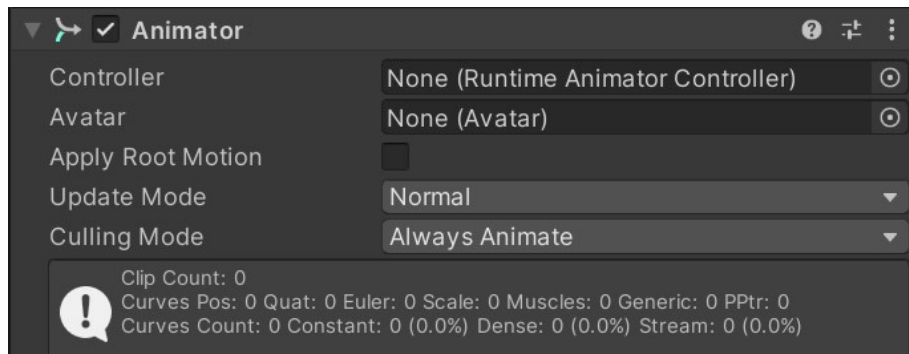 Animator
Controller None (Runtime Animator Controller)
Avatar None (Avatar)
Apply Root Motion
Update Mode Normal
Culling Mode Always Animate
Clip Count: 0
Curves Pos: 0 Quat: 0 Euler: 0 Scale: 0 Muscles: 0 Generic: 0 PPtr: 0
Curves Count: 0 Constant: 0 (0.0%) Dense: 0 (0.0%) Stream: 0 (0.0%)